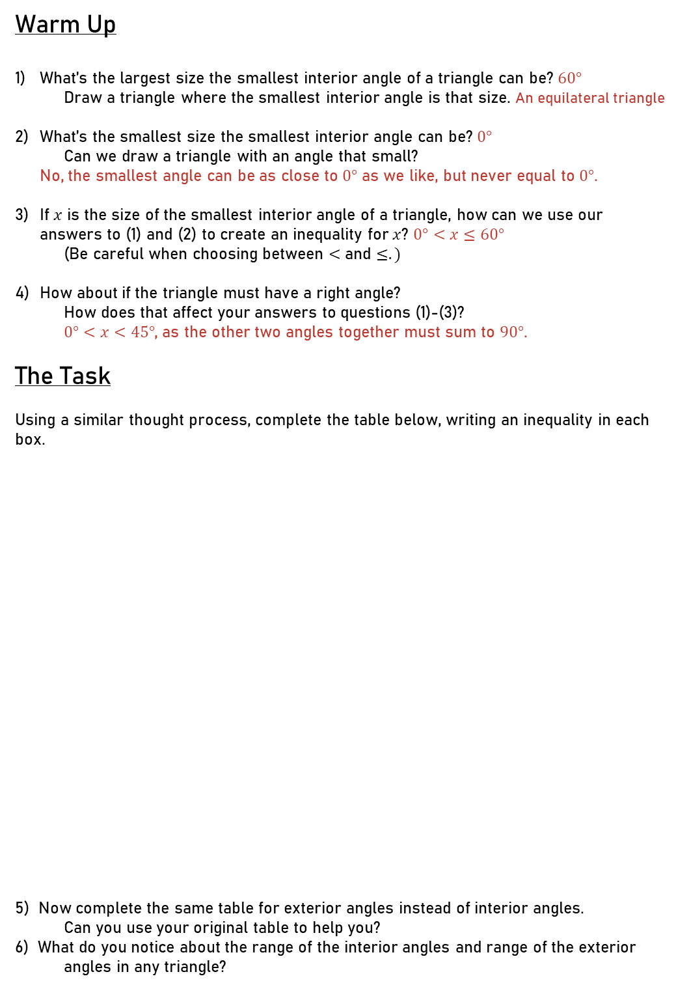 Warm Up
1) What's the largest size the smallest interior angle of a triangle can be? 60°
Draw a triangle where the smallest interior angle is that size. An equilateral triangle
2) What's the smallest size the smallest interior angle can be? 0°
Can we draw a triangle with an angle that small?
No, the smallest angle can be as close to 0° as we like, but never equal to 0°.
3) If x is the size of the smallest interior angle of a triangle, how can we use our
answers to (1) and (2) to create an inequality for x? 0° < x ≤ 60°
(Be careful when choosing between < and ≤.)
4) How about if the triangle must have a right angle?
How does that affect your answers to questions (1)-(3)?
0° < x < 45°, as the other two angles together must sum to 90°.
The Task
Using a similar thought process, complete the table below, writing an inequality in each
box.
5) Now complete the same table for exterior angles instead of interior angles.
Can you use your original table to help you?
6) What do you notice about the range of the interior angles and range of the exterior
angles in any triangle?